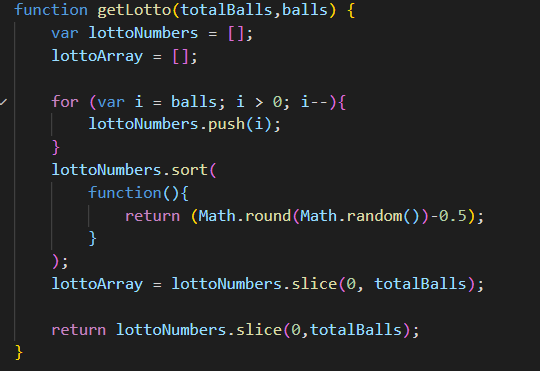 function getLotto(totalBalls,balls) {
    var lottoNumbers = [];
    lottoArray = [];
    for (var i = balls; i > 0; i--){
        lottoNumbers.push(i);
    }
    lottoNumbers.sort(
        function(){
            return (Math.round(Math.random())-0.5);
        }
    );
    lottoArray = lottoNumbers.slice(0, totalBalls);
    return lottoNumbers.slice(0,totalBalls);
}